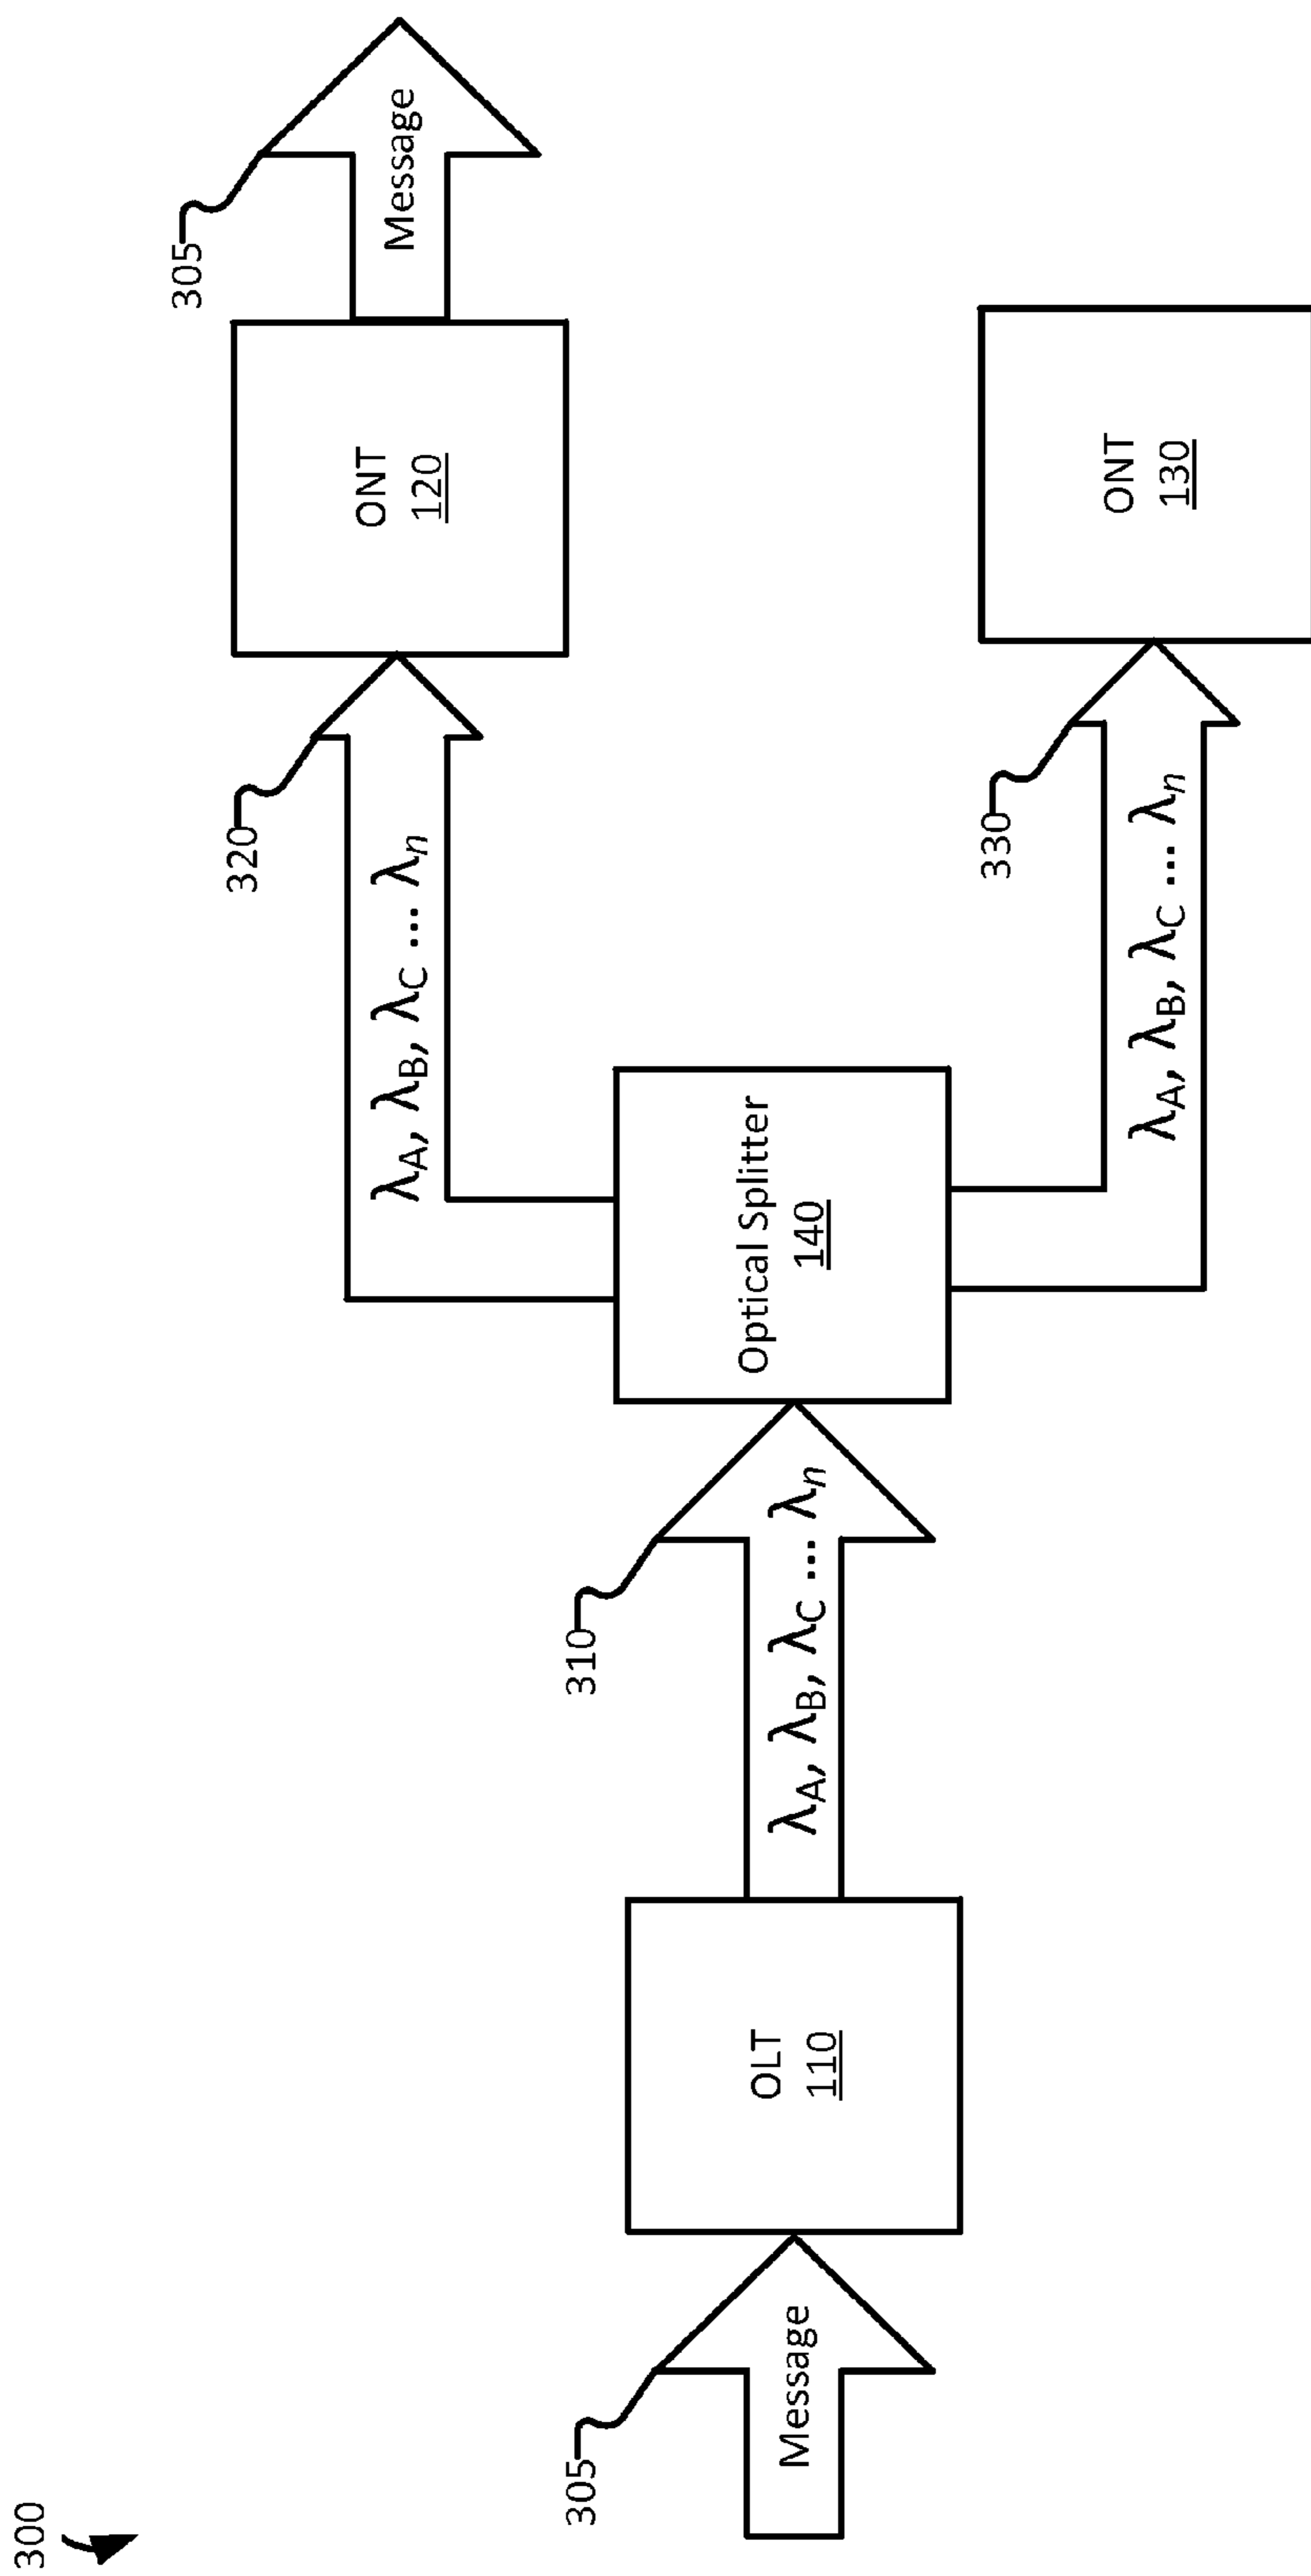 300
305
Message
OLT
110
310
λA, λB, λC ... λn
Optical Splitter
140
320
λA, λB, λC ... λn
ONT
120
305
Message
330
λA, λB, λC ... λn
ONT
130